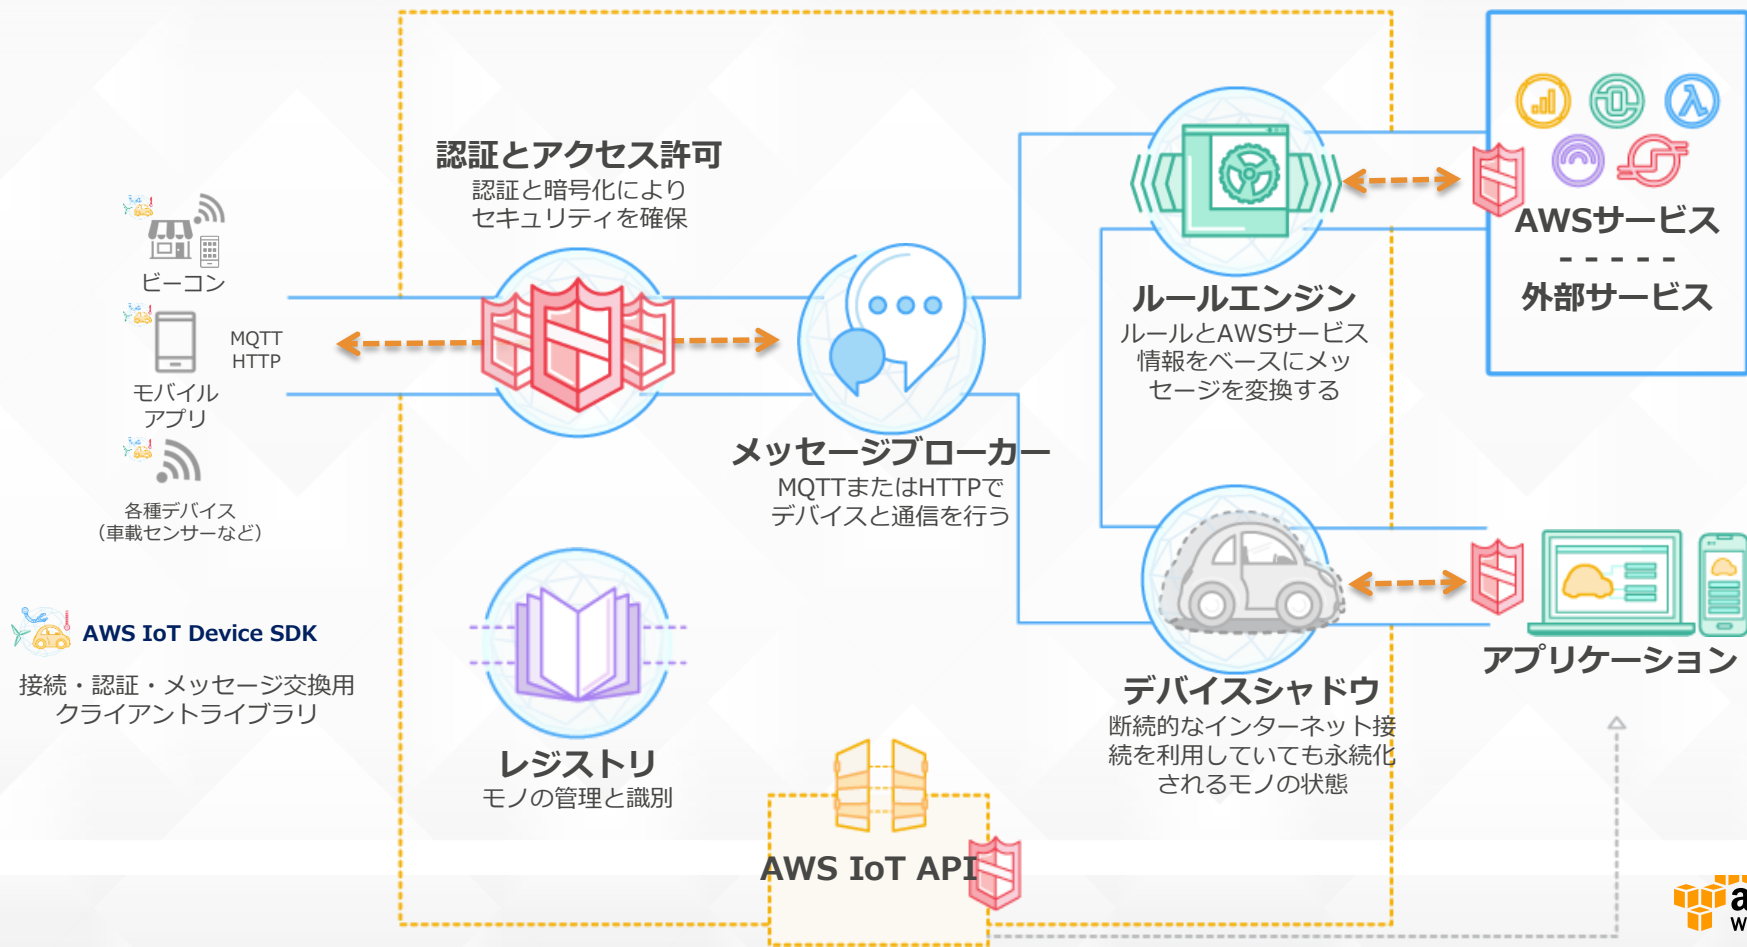 認証とアクセス許可
認証と暗号化により
セキュリティを確保
ビーコン
MQTT
HTTP
モバイル
アプリ
各種デバイス
（車載センサーなど）
AWS IoT Device SDK
接続・認証・メッセージ交換用
クライアントライブラリ
メッセージブローカー
MQTTまたはHTTPで
デバイスと通信を行う
レジストリ
モノの管理と識別
AWS IoT API
ルールエンジン
ルールとAWSサービス
情報をベースにメッ
セージを変換する
デバイスシャドウ
断続的なインターネット接
続を利用していても永続化
されるモノの状態
AWSサービス
- - - - -
外部サービス
アプリケーション